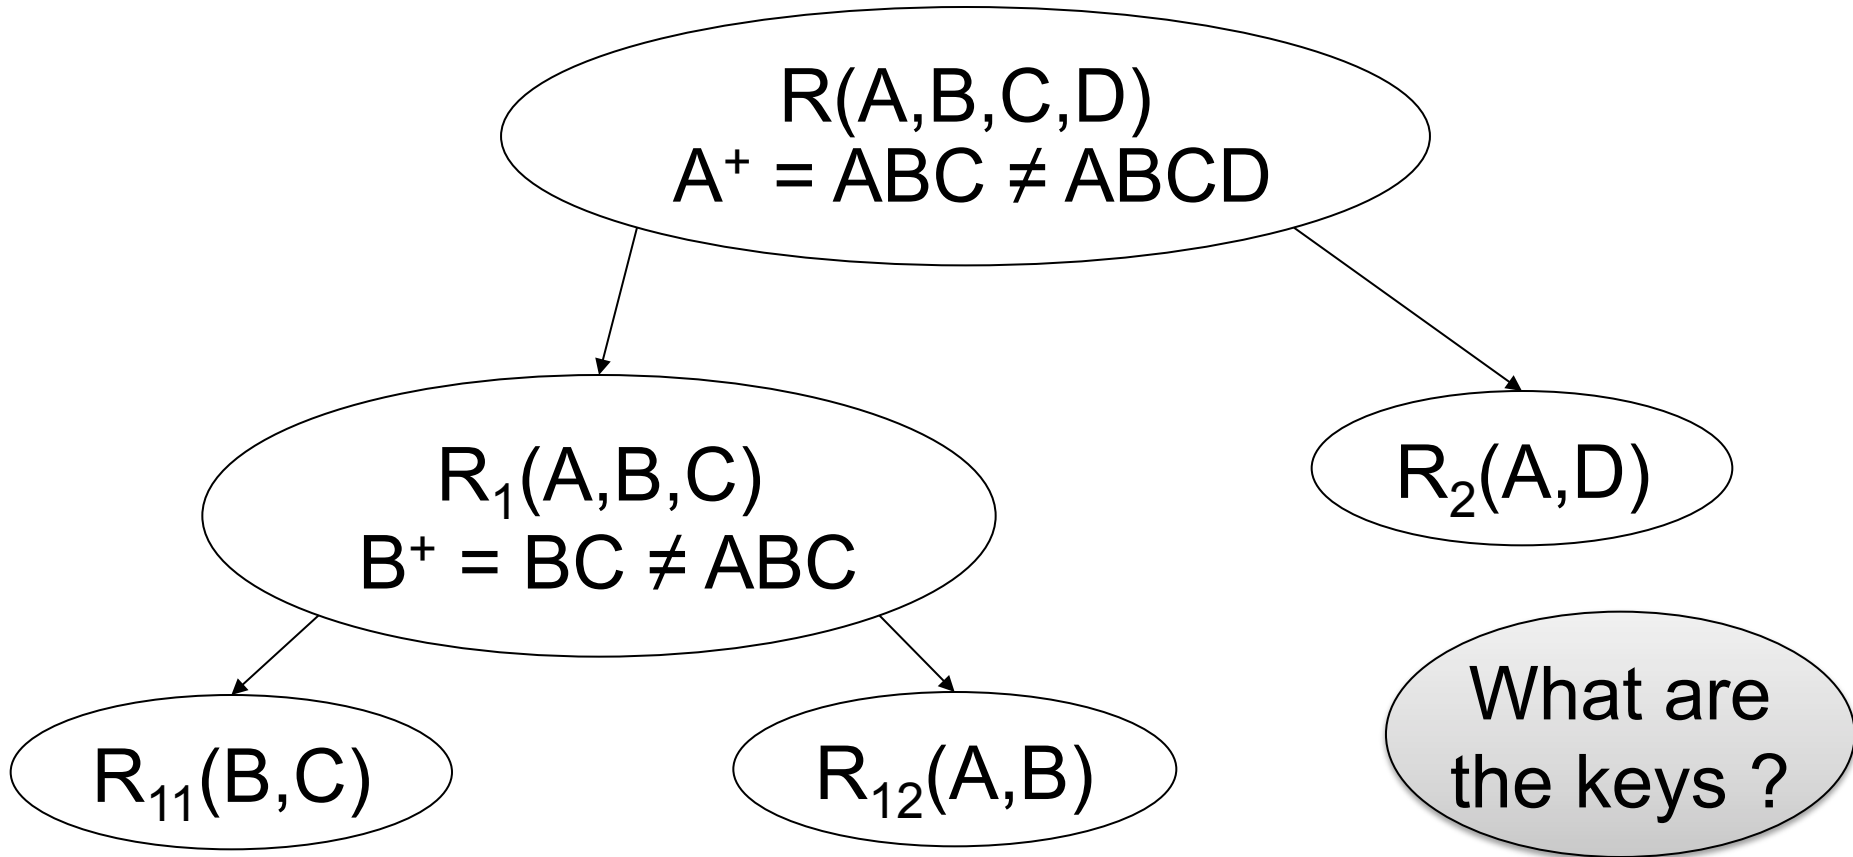 R(A,B,C,D)
A⁺ = ABC ≠ ABCD
R₁(A,B,C)
B⁺ = BC ≠ ABC
R₂(A,D)
R₁₁(B,C)
R₁₂(A,B)
What are
the keys ?